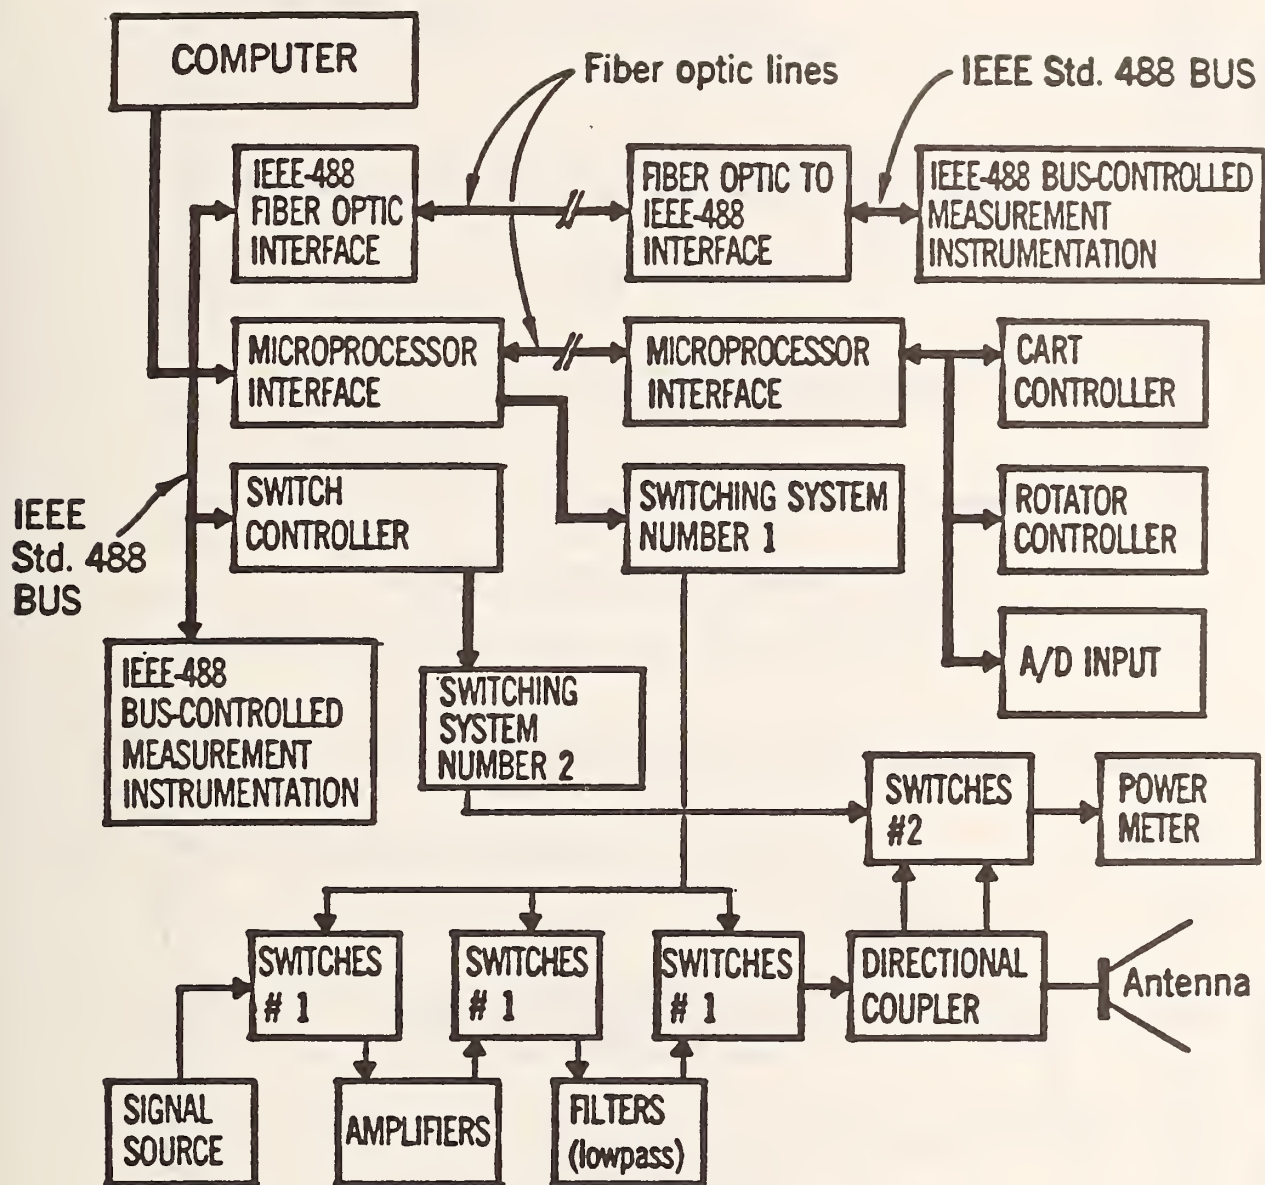 COMPUTER
Fiber optic lines
IEEE Std. 488 BUS
IEEE-488
FIBER OPTIC
INTERFACE
FIBER OPTIC TO
IEEE-488
INTERFACE
IEEE-488 BUS-CONTROLLED
MEASUREMENT
INSTRUMENTATION
MICROPROCESSOR
INTERFACE
MICROPROCESSOR
INTERFACE
CART
CONTROLLER
IEEE
Std. 488
BUS
SWITCH
CONTROLLER
SWITCHING SYSTEM
NUMBER 1
ROTATOR
CONTROLLER
IEEE-488
BUS-CONTROLLED
MEASUREMENT
INSTRUMENTATION
SWITCHING
SYSTEM
NUMBER 2
A/D INPUT
SWITCHES
#2
POWER
METER
SWITCHES
# 1
SWITCHES
# 1
SWITCHES
# 1
DIRECTIONAL
COUPLER
Antenna
SIGNAL
SOURCE
AMPLIFIERS
FILTERS
(lowpass)